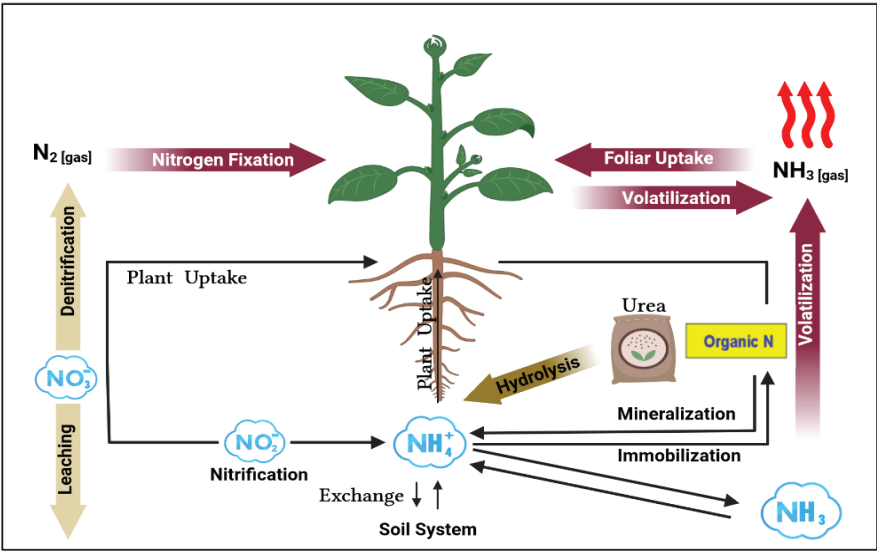 N₂ [gas]
Nitrogen Fixation
Foliar Uptake
NH₃ [gas]
Volatilization
Denitrification
Plant Uptake
Plant Uptake
Urea
Volatilization
Organic N
Hydrolysis
NO₃⁻
Mineralization
NO₂⁻
NH₄⁺
Nitrification
Immobilization
Leaching
Exchange
NH₃
Soil System